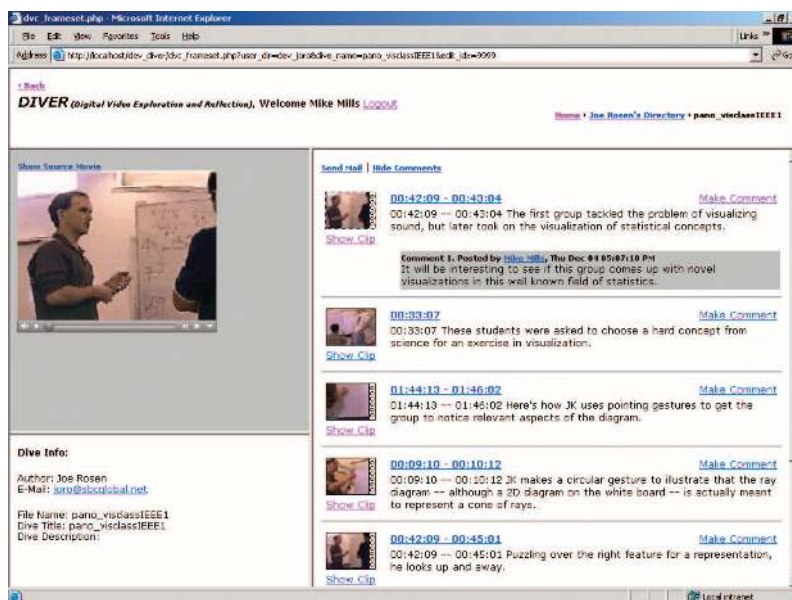 dvc_frameset.php - Microsoft Internet Explorer
File Edit View Favorites Tools Help
Links »
Address http://localhost/dev_diver/dvc_frameset.php?user_dir=dev_joro&dive_name=pano_visclassIEEE1&edit_idx=9999
Go
‹ Back
DIVER (Digital Video Exploration and Reflection), Welcome Mike Mills Logout
Home › Joe Rosen's Directory › pano_visclassIEEE1
Show Source Movie
Send Mail | Hide Comments
00:42:09 - 00:43:04 Make Comment
00:42:09 -- 00:43:04 The first group tackled the problem of visualizing
sound, but later took on the visualization of statistical concepts.
Show Clip
Comment 1. Posted by Mike Mills, Thu Dec 04 05:07:10 PM
It will be interesting to see if this group comes up with novel
visualizations in this well known field of statistics.
00:33:07 Make Comment
00:33:07 These students were asked to choose a hard concept from
science for an exercise in visualization.
Show Clip
01:44:13 - 01:46:02 Make Comment
01:44:13 -- 01:46:02 Here's how JK uses pointing gestures to get the
group to notice relevant aspects of the diagram.
Show Clip
00:09:10 - 00:10:12 Make Comment
00:09:10 -- 00:10:12 JK makes a circular gesture to illustrate that the ray
diagram -- although a 2D diagram on the white board -- is actually meant
to represent a cone of rays.
Show Clip
00:42:09 - 00:45:01 Make Comment
00:42:09 -- 00:45:01 Puzzling over the right feature for a representation,
he looks up and away.
Show Clip
Dive Info:
Author: Joe Rosen
E-Mail: joro@sbcglobal.net
File Name: pano_visclassIEEE1
Dive Title: pano_visclassIEEE1
Dive Description:
Local intranet